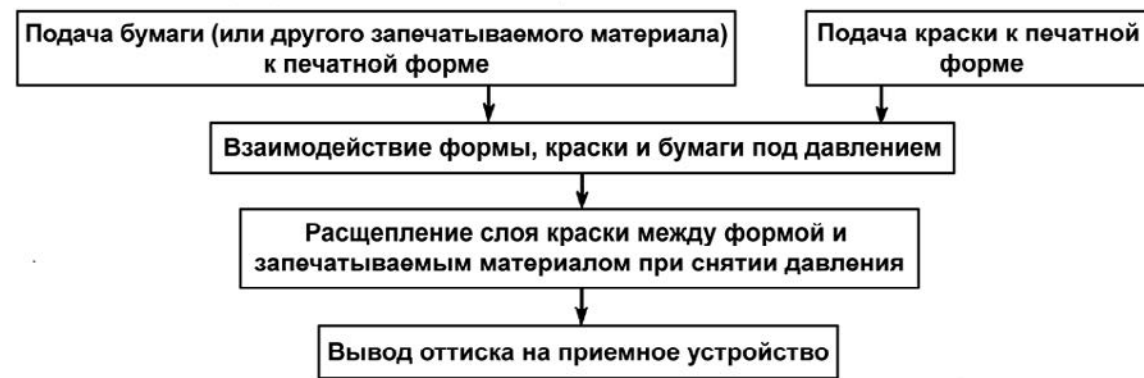 Подача бумаги (или другого запечатываемого материала)
к печатной форме
Подача краски к печатной
форме
Взаимодействие формы, краски и бумаги под давлением
Расщепление слоя краски между формой и
запечатываемым материалом при снятии давления
Вывод оттиска на приемное устройство